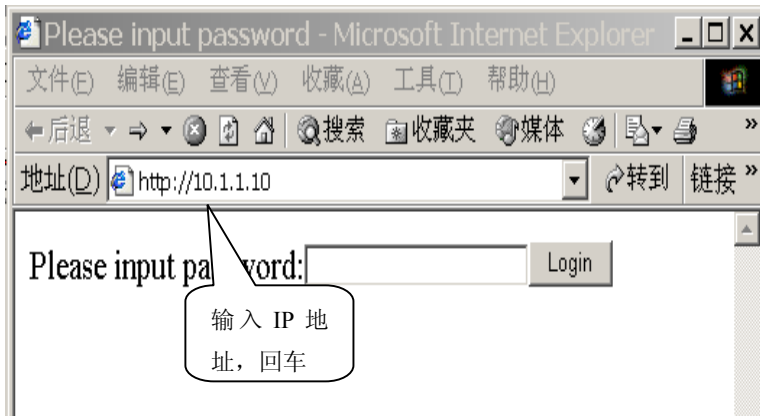 Please input password - Microsoft Internet Explorer
文件(F) 编辑(E) 查看(V) 收藏(A) 工具(T) 帮助(H)
后退 搜索 收藏夹 媒体 »
地址(D) http://10.1.1.10 转到 链接 »
Please input password: Login
输入 IP 地
址，回车